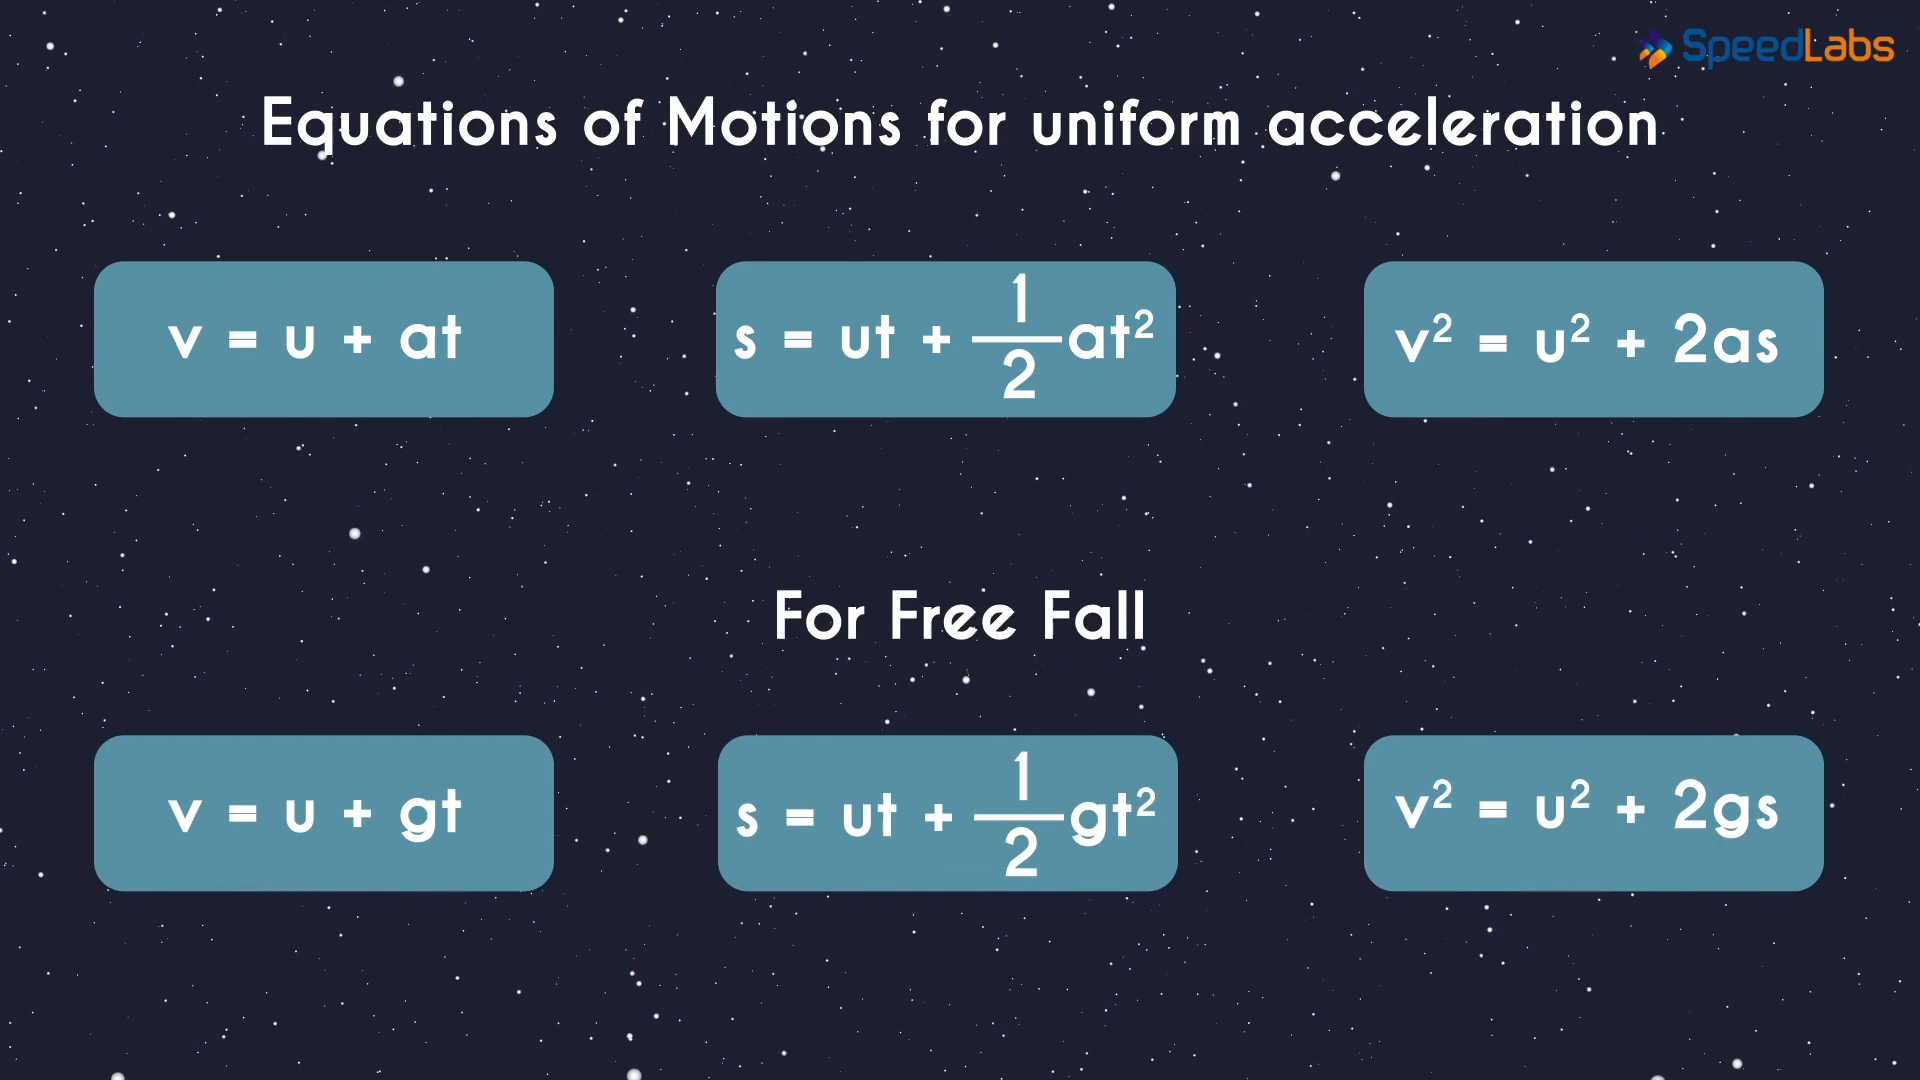 SpeedLabs
Equations of Motions for uniform acceleration
v = u + at
s = ut + 1/2 at²
v² = u² + 2as
For Free Fall
v = u + gt
s = ut + 1/2 gt²
v² = u² + 2gs